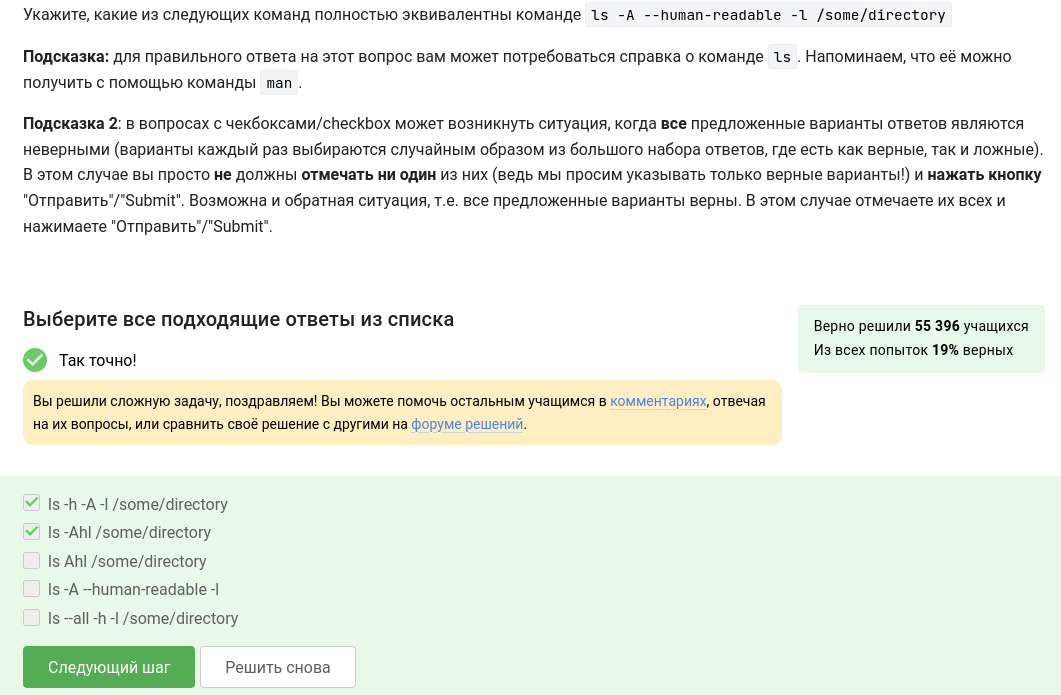 Укажите, какие из следующих команд полностью эквивалентны команде ls -A --human-readable -l /some/directory
Подсказка: для правильного ответа на этот вопрос вам может потребоваться справка о команде ls. Напоминаем, что её можно
получить с помощью команды man.
Подсказка 2: в вопросах с чекбоксами/checkbox может возникнуть ситуация, когда все предложенные варианты ответов являются
неверными (варианты каждый раз выбираются случайным образом из большого набора ответов, где есть как верные, так и ложные).
В этом случае вы просто не должны отмечать ни один из них (ведь мы просим указывать только верные варианты!) и нажать кнопку
"Отправить"/"Submit". Возможна и обратная ситуация, т.е. все предложенные варианты верны. В этом случае отмечаете их всех и
нажимаете "Отправить"/"Submit".
Выберите все подходящие ответы из списка
Верно решили 55 396 учащихся
Из всех попыток 19% верных
Так точно!
Вы решили сложную задачу, поздравляем! Вы можете помочь остальным учащимся в комментариях, отвечая
на их вопросы, или сравнить своё решение с другими на форуме решений.
ls -h -A -l /some/directory
ls -Ahl /some/directory
ls Ahl /some/directory
ls -A --human-readable -l
ls --all -h -l /some/directory
Следующий шаг
Решить снова